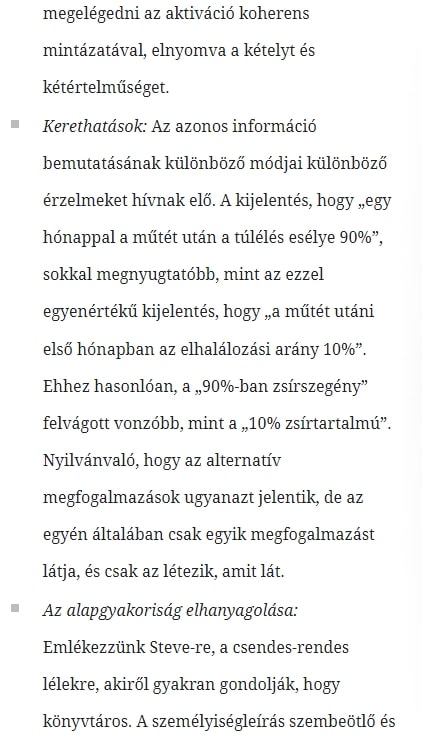 megelégedni az aktiváció koherens
mintázatával, elnyomva a kételyt és
kétértelműséget.
Kerethatások: Az azonos információ
bemutatásának különböző módjai különböző
érzelmeket hívnak elő. A kijelentés, hogy „egy
hónappal a műtét után a túlélés esélye 90%”,
sokkal megnyugtatóbb, mint az ezzel
egyenértékű kijelentés, hogy „a műtét utáni
első hónapban az elhalálozási arány 10%”.
Ehhez hasonlóan, a „90%-ban zsírszegény”
felvágott vonzóbb, mint a „10% zsírtartalmú”.
Nyilvánvaló, hogy az alternatív
megfogalmazások ugyanazt jelentik, de az
egyén általában csak egyik megfogalmazást
látja, és csak az létezik, amit lát.
Az alapgyakoriság elhanyagolása:
Emlékezzünk Steve-re, a csendes-rendes
lélekre, akiről gyakran gondolják, hogy
könyvtáros. A személyiségleírás szembeötlő és